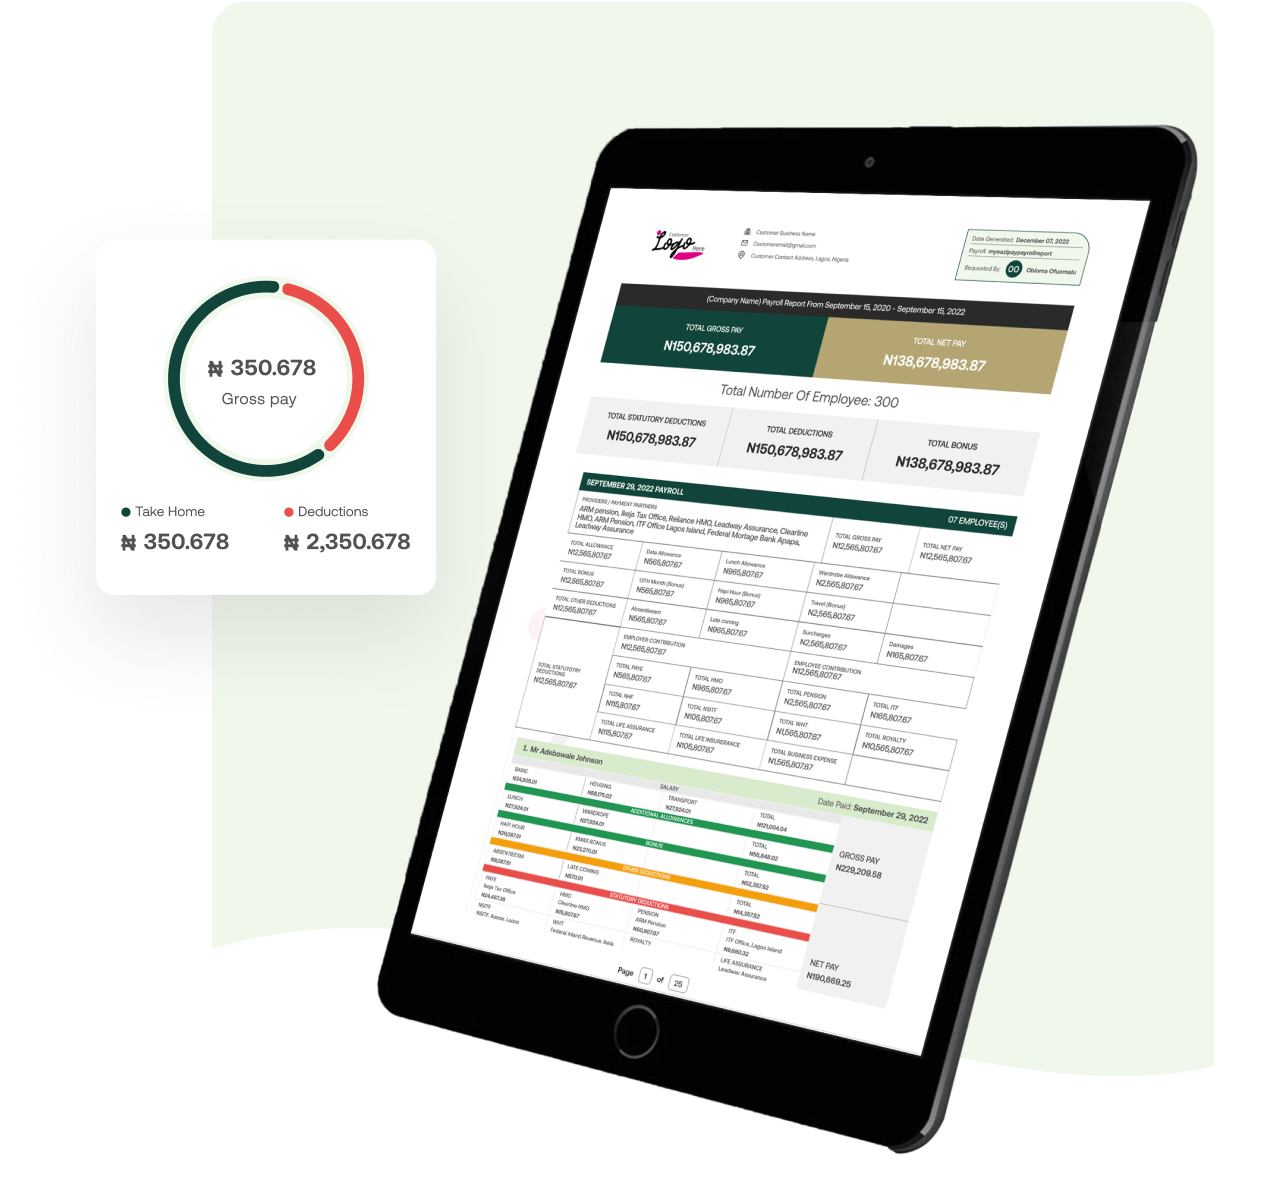 ₦ 350.678
Gross pay
Take Home
Deductions
₦ 350.678
₦ 2,350.678
Customer
Logo
Here
Customer Business Name
Customeremail@gmail.com
Customer Contact Address, Lagos, Nigeria
Date Generated: December 07, 2022
Payroll: myeazipaypayrollreport
Requested By: OO Obioma Ofuemalu
(Company Name) Payroll Report From September 15, 2020 - September 15, 2022
TOTAL GROSS PAY
N150,678,983.87
TOTAL NET PAY
N138,678,983.87
Total Number Of Employee: 300
TOTAL STATUTORY DEDUCTIONS
N150,678,983.87
TOTAL DEDUCTIONS
N150,678,983.87
TOTAL BONUS
N138,678,983.87
SEPTEMBER 29, 2022 PAYROLL
07 EMPLOYEE(S)
PROVIDERS / PAYMENT PARTNERS
ARM pension, Ikeja Tax Office, Reliance HMO, Leadway Assurance, Clearline
HMO, ARM Pension, ITF Office Lagos Island, Federal Mortage Bank Apapa,
Leadway Assurance
TOTAL GROSS PAY
N12,565,807.67
TOTAL NET PAY
N12,565,807.67
TOTAL ALLOWANCE
N12,565,807.67
Data Allowance
N565,807.67
Lunch Allowance
N965,807.67
Wardrobe Allowance
N2,565,807.67
TOTAL BONUS
N12,565,807.67
13TH Month (Bonus)
N565,807.67
Hapi Hour (Bonus)
N965,807.67
Travel (Bonus)
N2,565,807.67
TOTAL OTHER DEDUCTIONS
N12,565,807.67
Absentiesm
N565,807.67
Late coming
N965,807.67
Surcharges
N2,565,807.67
Damages
N165,807.67
TOTAL STATUTOTRY
DEDUCTIONS
N12,565,807.67
EMPLOYER CONTRIBUTION
N12,565,807.67
EMPLOYEE CONTRIBUTION
N12,565,807.67
TOTAL PAYE
N565,807.67
TOTAL HMO
N965,807.67
TOTAL PENSION
N2,565,807.67
TOTAL ITF
N165,807.67
TOTAL NHF
N115,807.67
TOTAL NSITF
N105,807.67
TOTAL WHT
N1,565,807.67
TOTAL ROYALTY
N10,565,807.67
TOTAL LIFE ASSURANCE
N115,807.67
TOTAL LIFE INSURERANCE
N105,807.67
TOTAL BUSINESS EXPENSE
N1,565,807.67
1. Mr Adebowale Johnson
Date Paid: September 29, 2022
SALARY
BASIC
N34,905.01
HOUSING
N58,175.02
TRANSPORT
N27,924.01
TOTAL
N121,004.04
ADDITIONAL ALLOWANCES
LUNCH
N27,924.01
WARDROPE
N27,924.01
TOTAL
N55,848.02
BONUS
HAPI HOUR
N29,087.51
XMAS BONUS
N23,270.01
TOTAL
N52,357.52
OTHER DEDUCTIONS
ABSENTIEESM
LATE COMING
N570.01
TOTAL
N14,357.52
STATUTORY DEDUCTIONS
PAYE
Ikeja Tax Office
N24,467.35
HMO
Clearline HMO
N15,807.67
PENSION
ARM Pension
N50,807.67
ITF
ITF Office, Lagos Island
N9,680.32
NSITF
WHT
Federal Inland Revenue, Ikeja
ROYALTY
LIFE ASSURANCE
Leadway Assurance
GROSS PAY
N229,209.58
NET PAY
N190,669.25
Page 1 of 25